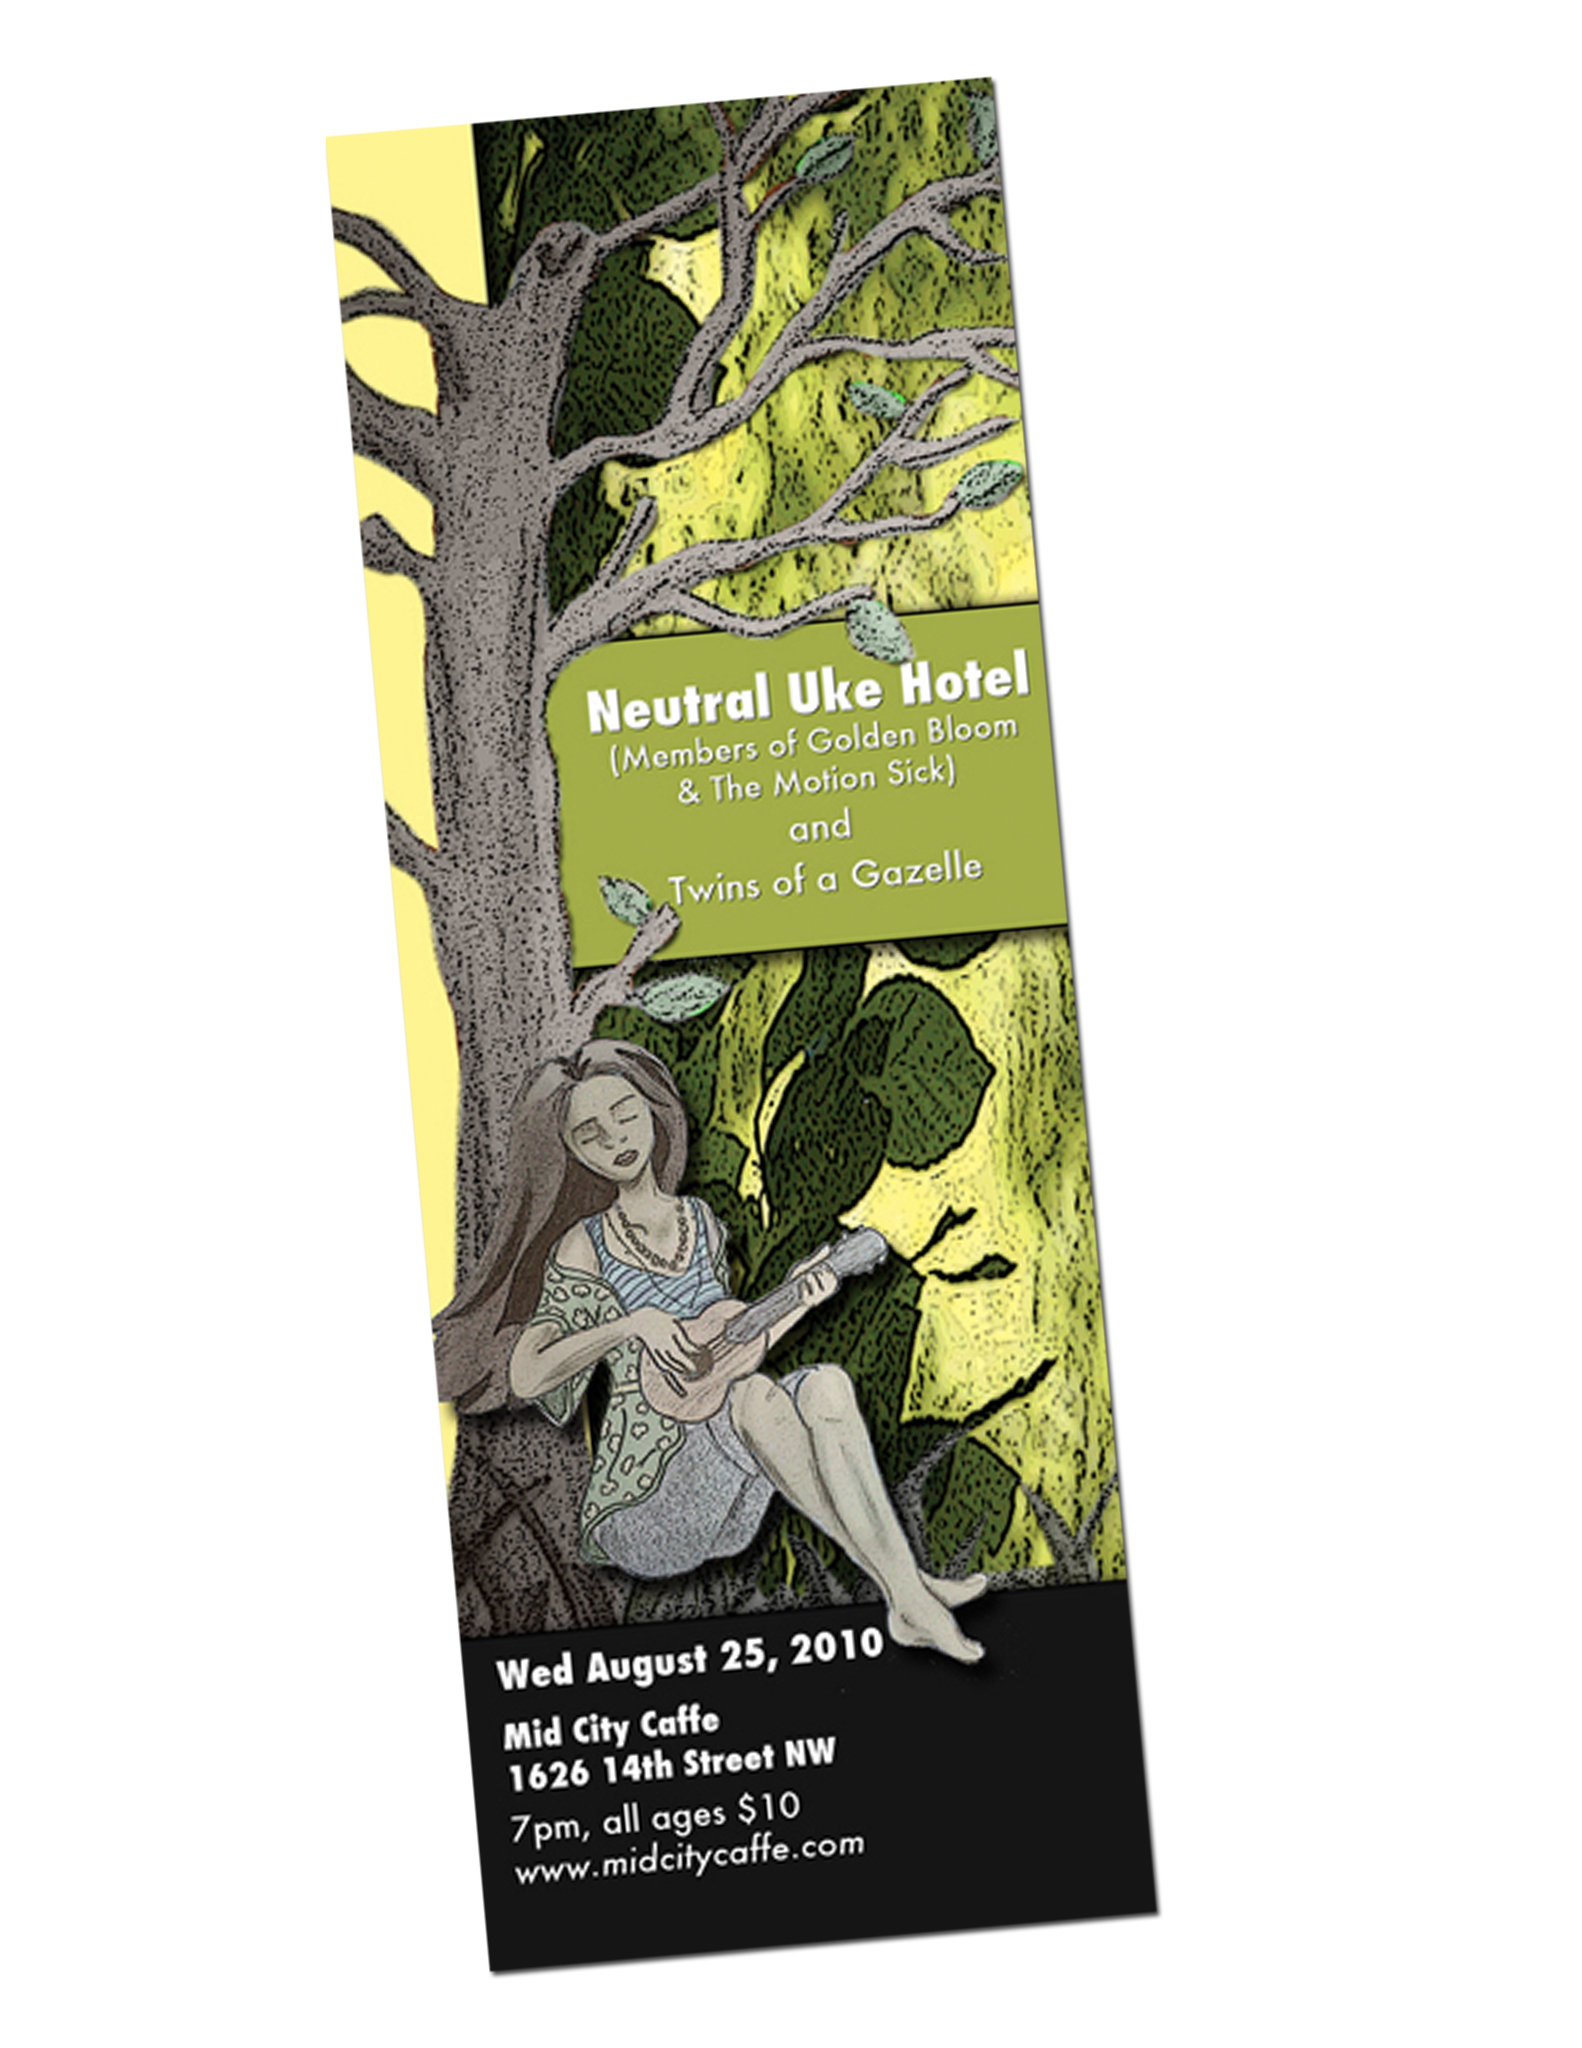 Neutral Uke Hotel
(Members of Golden Bloom
& The Motion Sick)
and
Twins of a Gazelle
Wed August 25, 2010
Mid City Caffe
1626 14th Street NW
7pm, all ages $10
www.midcitycaffe.com